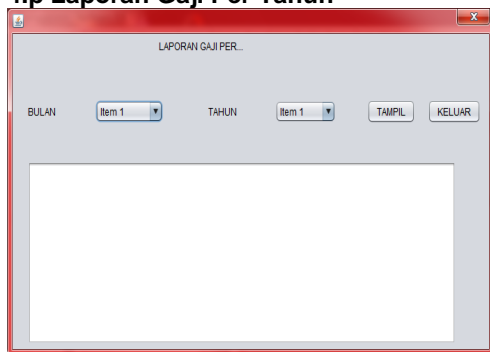 Laporan Gaji Per Tahun
LAPORAN GAJI PER...
BULAN Item 1 TAHUN Item 1 TAMPIL KELUAR